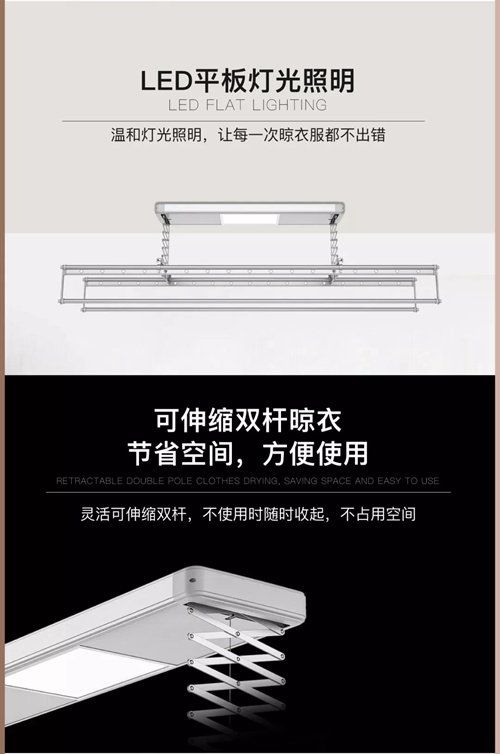 LED平板灯光照明
LED FLAT LIGHTING
温和灯光照明，让每一次晾衣服都不出错
可伸缩双杆晾衣
节省空间，方便使用
RETRACTABLE DOUBLE POLE CLOTHES DRYING, SAVING SPACE AND EASY TO USE
灵活可伸缩双杆，不使用时随时收起，不占用空间